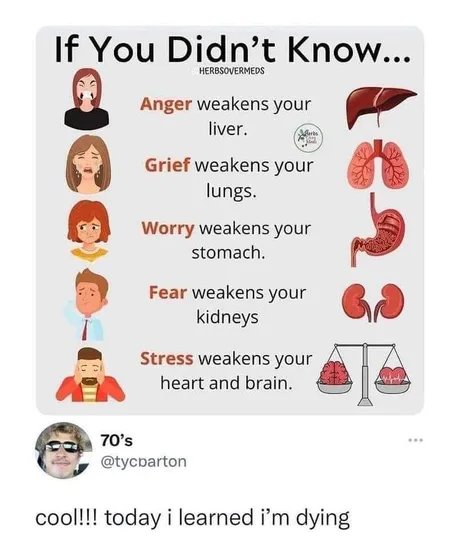 If You Didn't Know...
HERBSOVERMEDS
Anger weakens your
liver.
Grief weakens your
lungs.
Worry weakens your
stomach.
Fear weakens your
kidneys
Stress weakens your
heart and brain.
70's
@tycbarton
cool!!! today i learned i'm dying